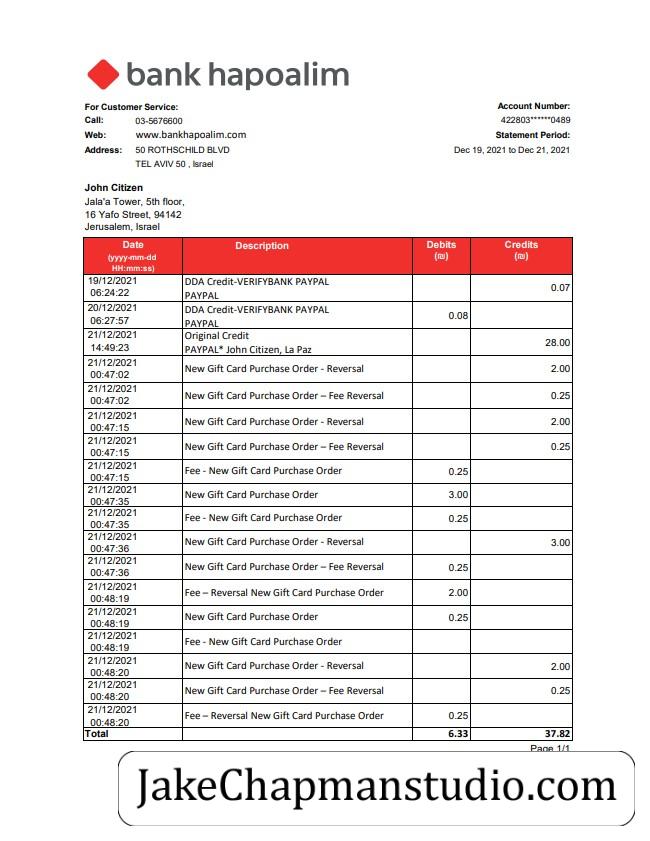 bank hapoalim
For Customer Service:
Call: 03-5676600
Web: www.bankhapoalim.com
Address: 50 ROTHSCHILD BLVD
TEL AVIV 50 , Israel
Account Number:
422803******0489
Statement Period:
Dec 19, 2021 to Dec 21, 2021
John Citizen
Jala'a Tower, 5th floor,
16 Yafo Street, 94142
Jerusalem, Israel
Date Description Debits Credits
(yyyy-mm-dd (₪) (₪)
HH:mm:ss)
19/12/2021 DDA Credit-VERIFYBANK PAYPAL 0.07
06:24:22 PAYPAL
20/12/2021 DDA Credit-VERIFYBANK PAYPAL 0.08
06:27:57 PAYPAL
21/12/2021 Original Credit 28.00
14:49:23 PAYPAL* John Citizen, La Paz
21/12/2021 New Gift Card Purchase Order - Reversal 2.00
00:47:02
21/12/2021 New Gift Card Purchase Order – Fee Reversal 0.25
00:47:02
21/12/2021 New Gift Card Purchase Order - Reversal 2.00
00:47:15
21/12/2021 New Gift Card Purchase Order – Fee Reversal 0.25
00:47:15
21/12/2021 Fee - New Gift Card Purchase Order 0.25
00:47:15
21/12/2021 New Gift Card Purchase Order 3.00
00:47:35
21/12/2021 Fee - New Gift Card Purchase Order 0.25
00:47:35
21/12/2021 New Gift Card Purchase Order - Reversal 3.00
00:47:36
21/12/2021 New Gift Card Purchase Order – Fee Reversal 0.25
00:47:36
21/12/2021 Fee – Reversal New Gift Card Purchase Order 2.00
00:48:19
21/12/2021 New Gift Card Purchase Order 0.25
00:48:19
21/12/2021 Fee - New Gift Card Purchase Order
00:48:19
21/12/2021 New Gift Card Purchase Order - Reversal 2.00
00:48:20
21/12/2021 New Gift Card Purchase Order – Fee Reversal 0.25
00:48:20
21/12/2021 Fee – Reversal New Gift Card Purchase Order 0.25
00:48:20
Total 6.33 37.82
Page 1/1
JakeChapmanstudio.com